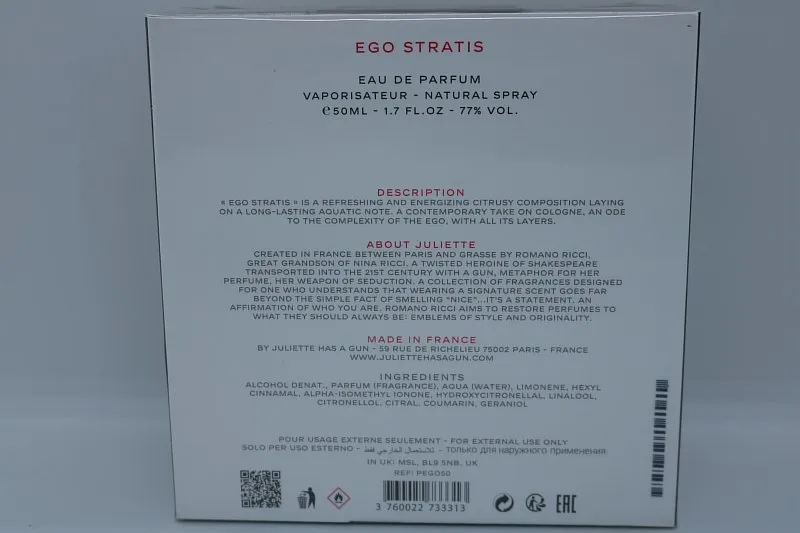 EGO STRATIS
EAU DE PARFUM
VAPORISATEUR - NATURAL SPRAY
℮50ML - 1.7 FL.OZ - 77% VOL.
DESCRIPTION
« EGO STRATIS » IS A REFRESHING AND ENERGIZING CITRUSY COMPOSITION LAYING
ON A LONG-LASTING AQUATIC NOTE. A CONTEMPORARY TAKE ON COLOGNE, AN ODE
TO THE COMPLEXITY OF THE EGO, WITH ALL ITS LAYERS.
ABOUT JULIETTE
CREATED IN FRANCE BETWEEN PARIS AND GRASSE BY ROMANO RICCI,
GREAT GRANDSON OF NINA RICCI. A TWISTED HEROINE OF SHAKESPEARE
TRANSPORTED INTO THE 21ST CENTURY WITH A GUN, METAPHOR FOR HER
PERFUME, HER WEAPON OF SEDUCTION. A COLLECTION OF FRAGRANCES DESIGNED
FOR ONE WHO UNDERSTANDS THAT WEARING A SIGNATURE SCENT GOES FAR
BEYOND THE SIMPLE FACT OF SMELLING "NICE"...IT'S A STATEMENT. AN
AFFIRMATION OF WHO YOU ARE. ROMANO RICCI AIMS TO RESTORE PERFUMES TO
WHAT THEY SHOULD ALWAYS BE: EMBLEMS OF STYLE AND ORIGINALITY.
MADE IN FRANCE
BY JULIETTE HAS A GUN - 59 RUE DE RICHELIEU 75002 PARIS - FRANCE
WWW.JULIETTEHASAGUN.COM
INGREDIENTS
ALCOHOL DENAT., PARFUM (FRAGRANCE), AQUA (WATER), LIMONENE, HEXYL
CINNAMAL, ALPHA-ISOMETHYL IONONE, HYDROXYCITRONELLAL, LINALOOL,
CITRONELLOL, CITRAL, COUMARIN, GERANIOL
POUR USAGE EXTERNE SEULEMENT - FOR EXTERNAL USE ONLY
SOLO PER USO ESTERNO - للاستعمال الخارجي فقط - только для наружного применения
IN UK: MSL, BL9 5NB, UK
REF: PEGO50
3 760022 733313
EAC